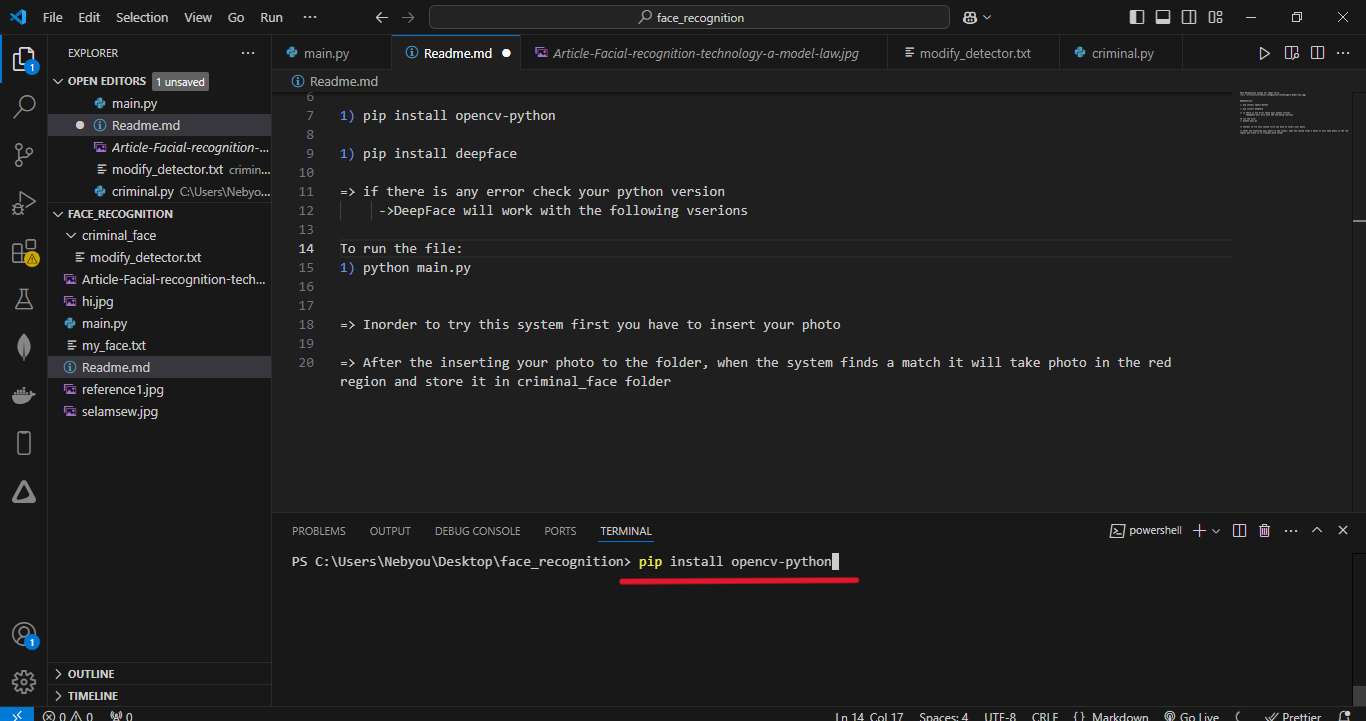 File Edit Selection View Go Run ··· face_recognition
EXPLORER ···
OPEN EDITORS 1 unsaved
main.py
Readme.md
Article-Facial-recognition-...
modify_detector.txt crimin...
criminal.py C:\Users\Nebyo...
FACE_RECOGNITION
criminal_face
modify_detector.txt
Article-Facial-recognition-tech...
hi.jpg
main.py
my_face.txt
Readme.md
reference1.jpg
selamsew.jpg
OUTLINE
TIMELINE
main.py Readme.md Article-Facial-recognition-technology-a-model-law.jpg modify_detector.txt criminal.py
Readme.md
6
7 1) pip install opencv-python
8
9 1) pip install deepface
10
11 => if there is any error check your python version
12 ->DeepFace will work with the following vserions
13
14 To run the file:
15 1) python main.py
16
17
18 => Inorder to try this system first you have to insert your photo
19
20 => After the inserting your photo to the folder, when the system finds a match it will take photo in the red
region and store it in criminal_face folder
PROBLEMS OUTPUT DEBUG CONSOLE PORTS TERMINAL powershell
PS C:\Users\Nebyou\Desktop\face_recognition> pip install opencv-python
1
1
0 0 0 Ln 14, Col 17 Spaces: 4 UTF-8 CRLF {} Markdown Go Live Prettier